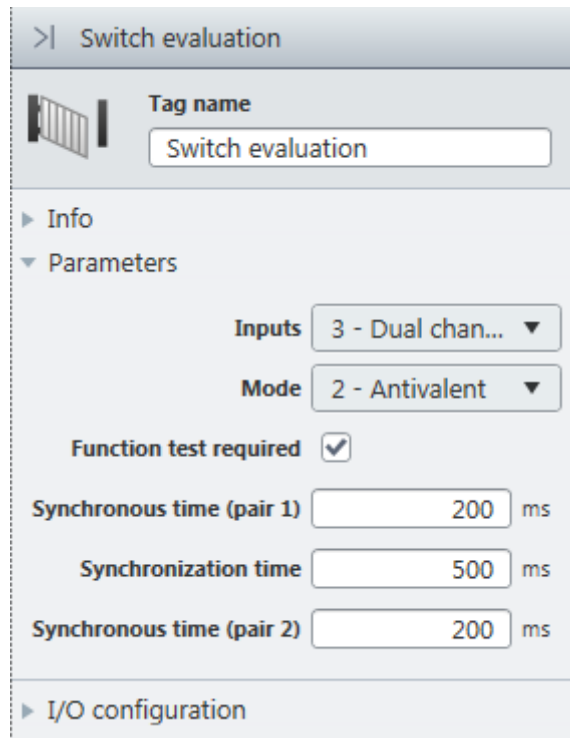 Switch evaluation
Tag name
Switch evaluation
Info
Parameters
Inputs 3 - Dual chan...
Mode 2 - Antivalent
Function test required
Synchronous time (pair 1) 200 ms
Synchronization time 500 ms
Synchronous time (pair 2) 200 ms
I/O configuration